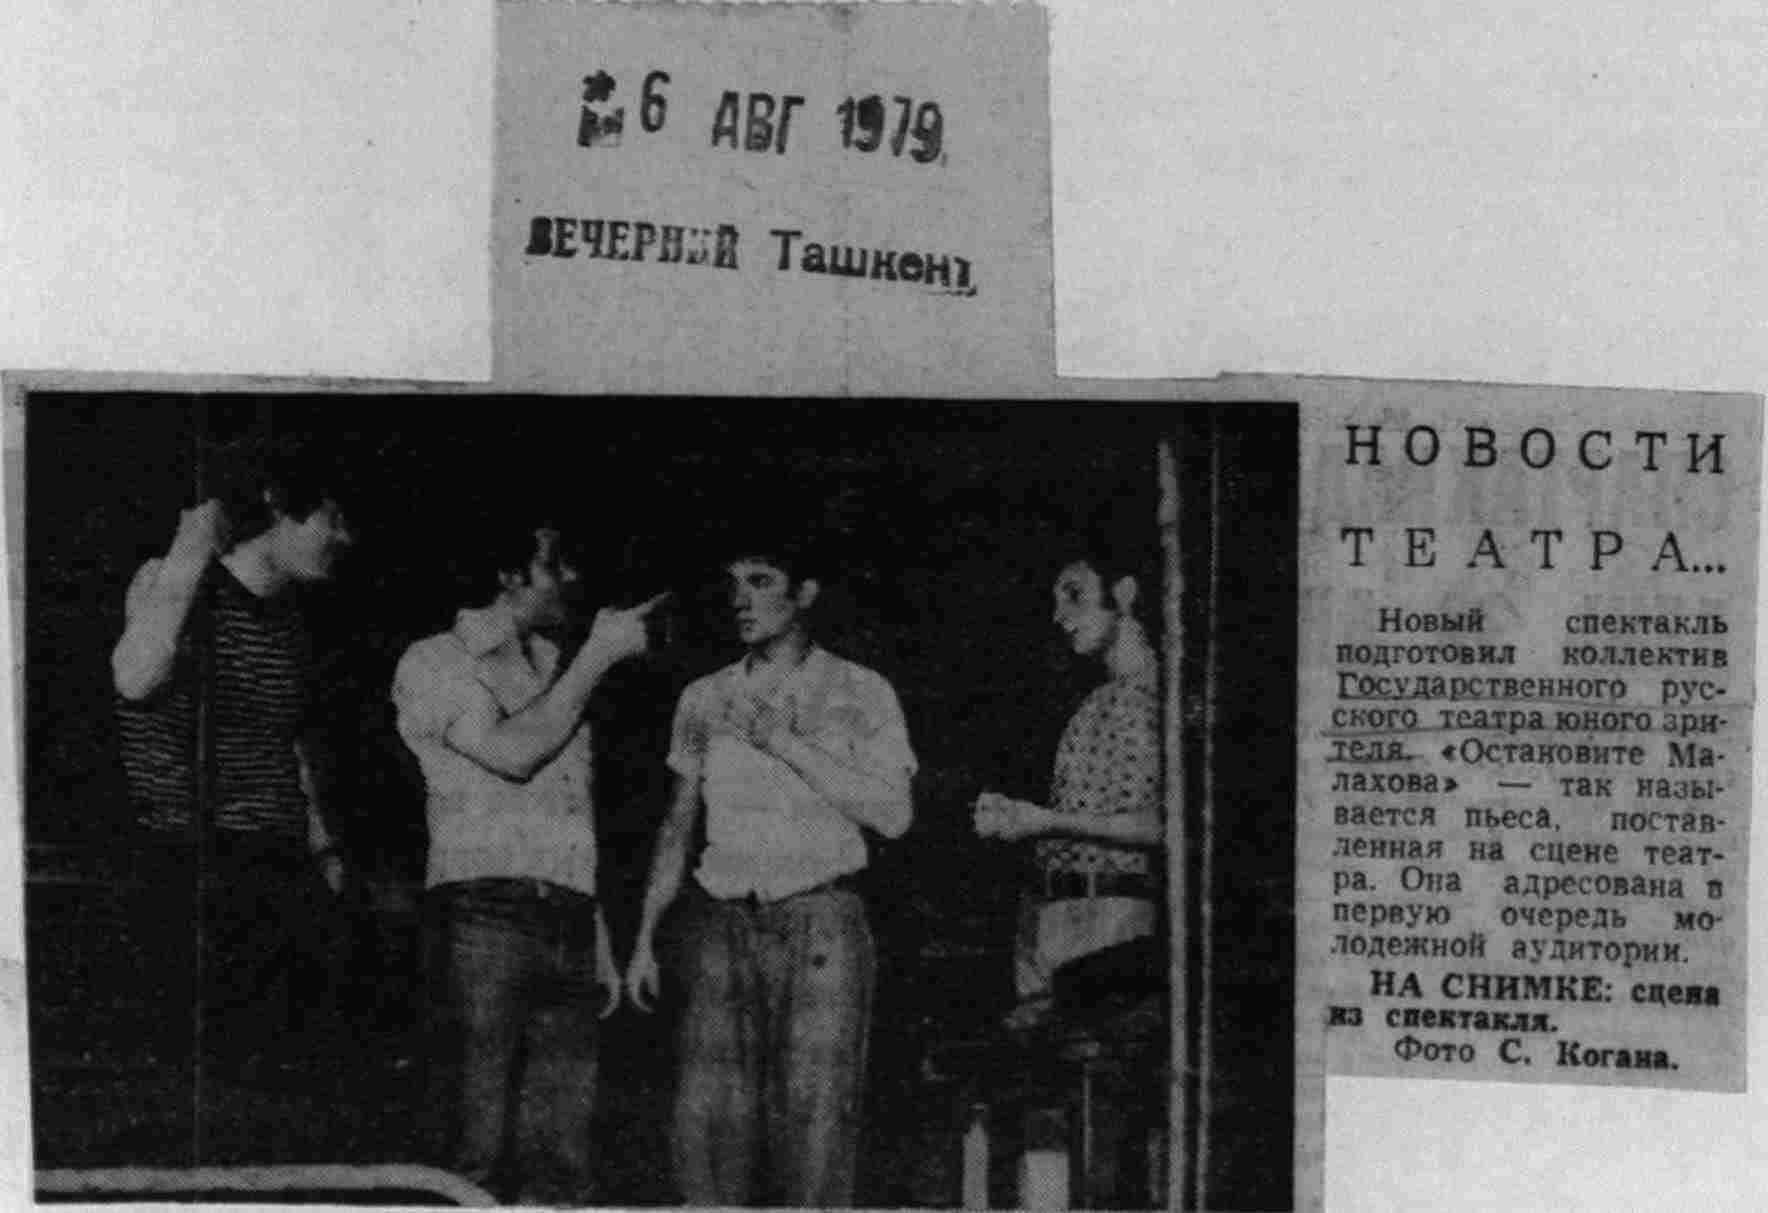 6 АВГ 1979
ВЕЧЕРНИЙ Ташкент
НОВОСТИ
ТЕАТРА...
Новый спектакль
подготовил коллектив
Государственного рус-
ского театра юного зри-
теля. «Остановите Ма-
лахова» — так назы-
вается пьеса, постав-
ленная на сцене теат-
ра. Она адресована в
первую очередь мо-
лодежной аудитории.
НА СНИМКЕ: сцена
из спектакля.
Фото С. Когана.